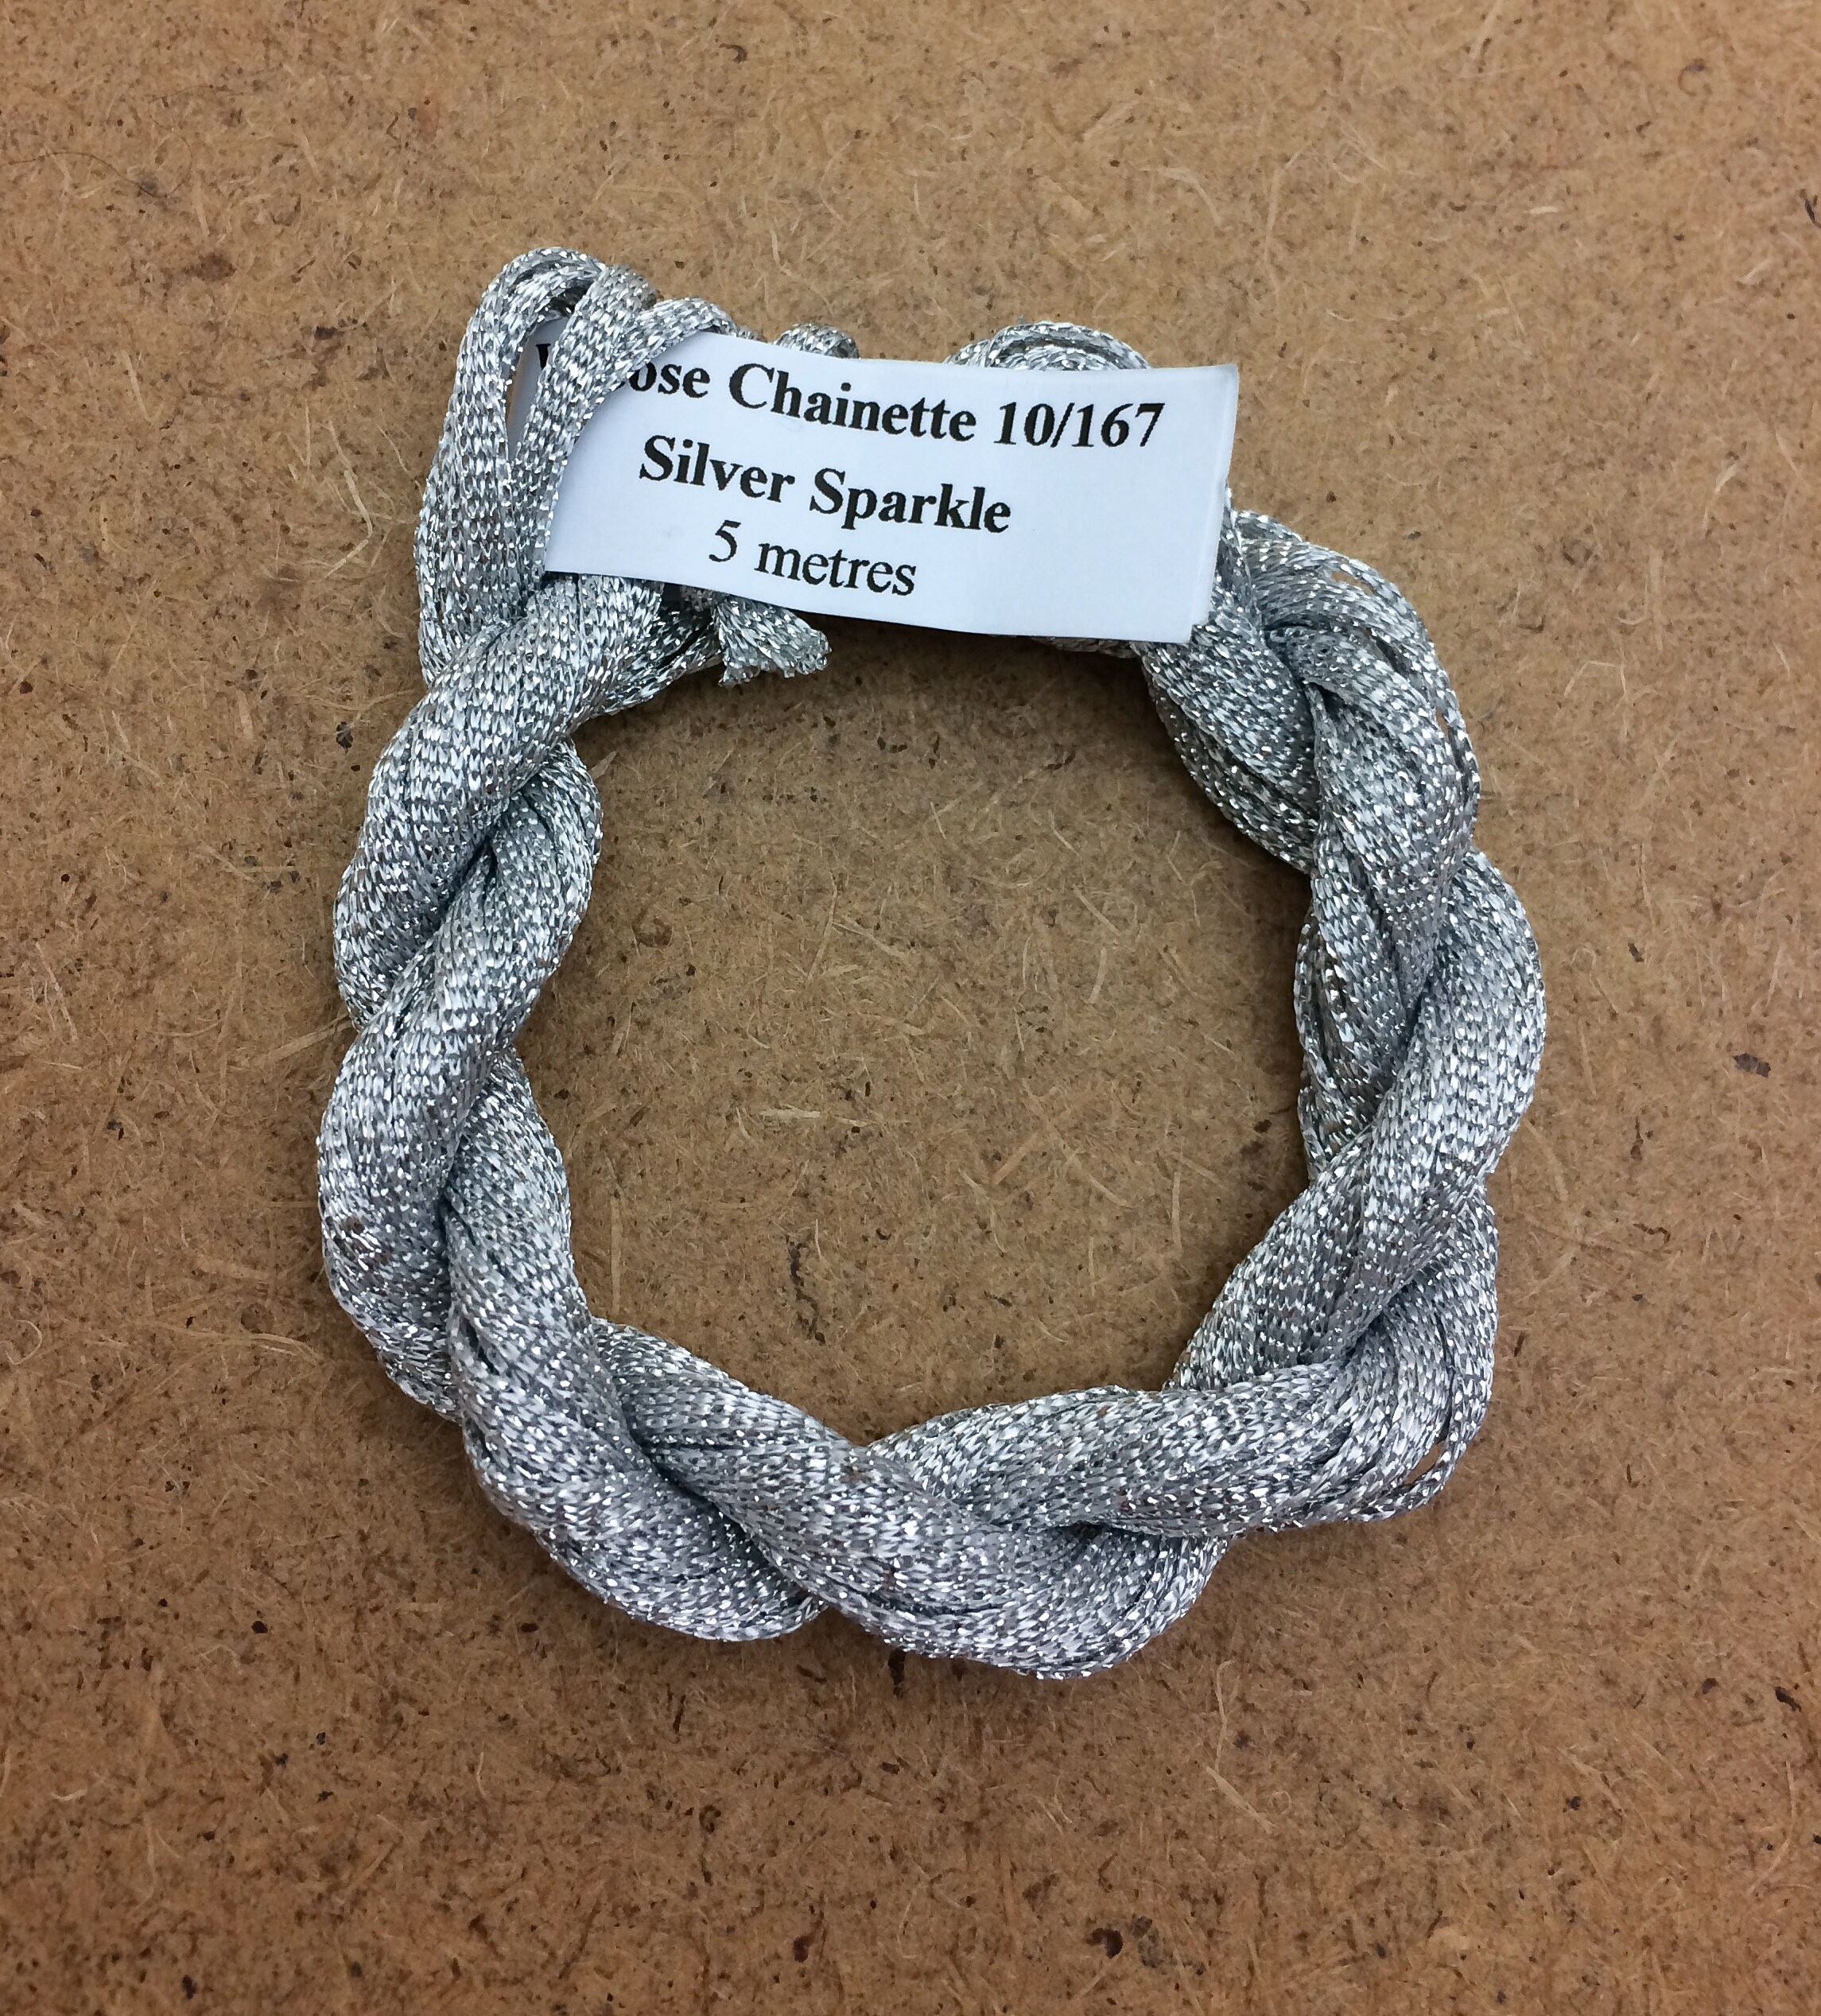 Chainette 10/167
Silver Sparkle
5 metres